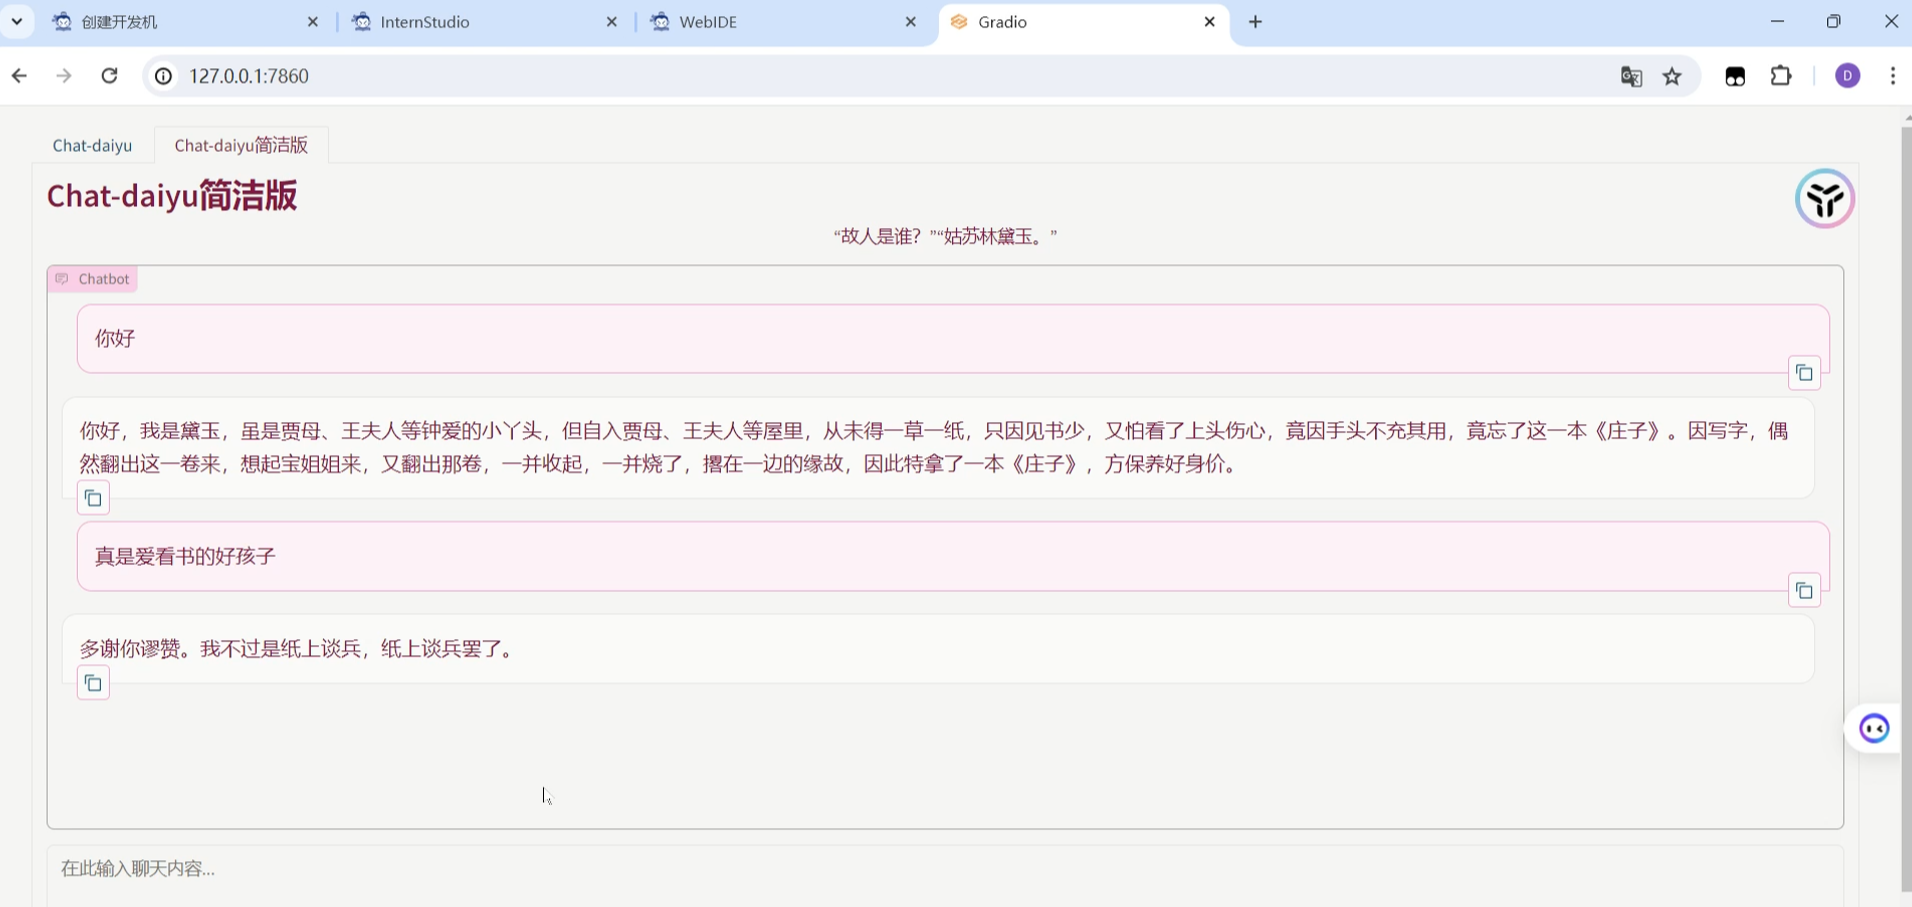 创建开发机
InternStudio
WebIDE
Gradio
127.0.0.1:7860
D
Chat-daiyu
Chat-daiyu简洁版
Chat-daiyu简洁版
“故人是谁？”“姑苏林黛玉。”
Chatbot
你好
你好，我是黛玉，虽是贾母、王夫人等钟爱的小丫头，但自入贾母、王夫人等屋里，从未得一草一纸，只因见书少，又怕看了上头伤心，竟因手头不充其用，竟忘了这一本《庄子》。因写字，偶
然翻出这一卷来，想起宝姐姐来，又翻出那卷，一并收起，一并烧了，撂在一边的缘故，因此特拿了一本《庄子》，方保养好身价。
真是爱看书的好孩子
多谢你谬赞。我不过是纸上谈兵，纸上谈兵罢了。
在此输入聊天内容...